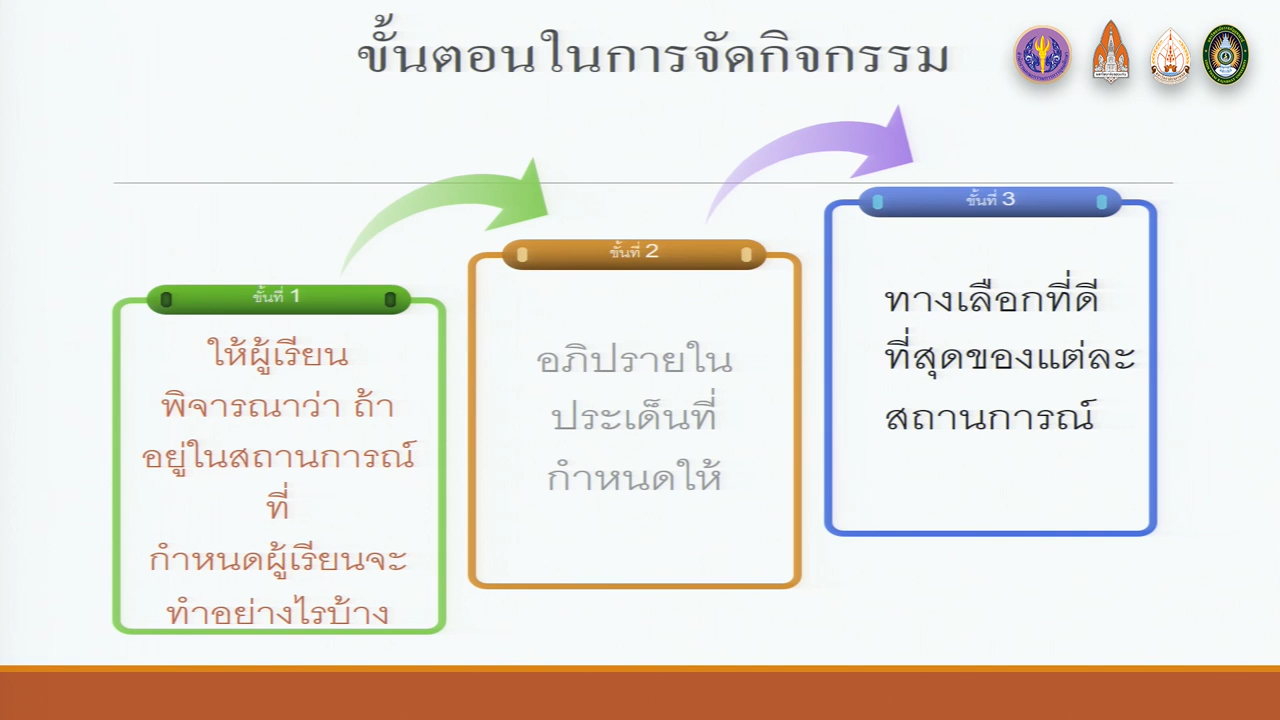 ขั้นตอนในการจัดกิจกรรม
ขั้นที่ 1
ให้ผู้เรียน
พิจารณาว่า ถ้า
อยู่ในสถานการณ์
ที่
กำหนดผู้เรียนจะ
ทำอย่างไรบ้าง
ขั้นที่ 2
อภิปรายใน
ประเด็นที่
กำหนดให้
ขั้นที่ 3
ทางเลือกที่ดี
ที่สุดของแต่ละ
สถานการณ์